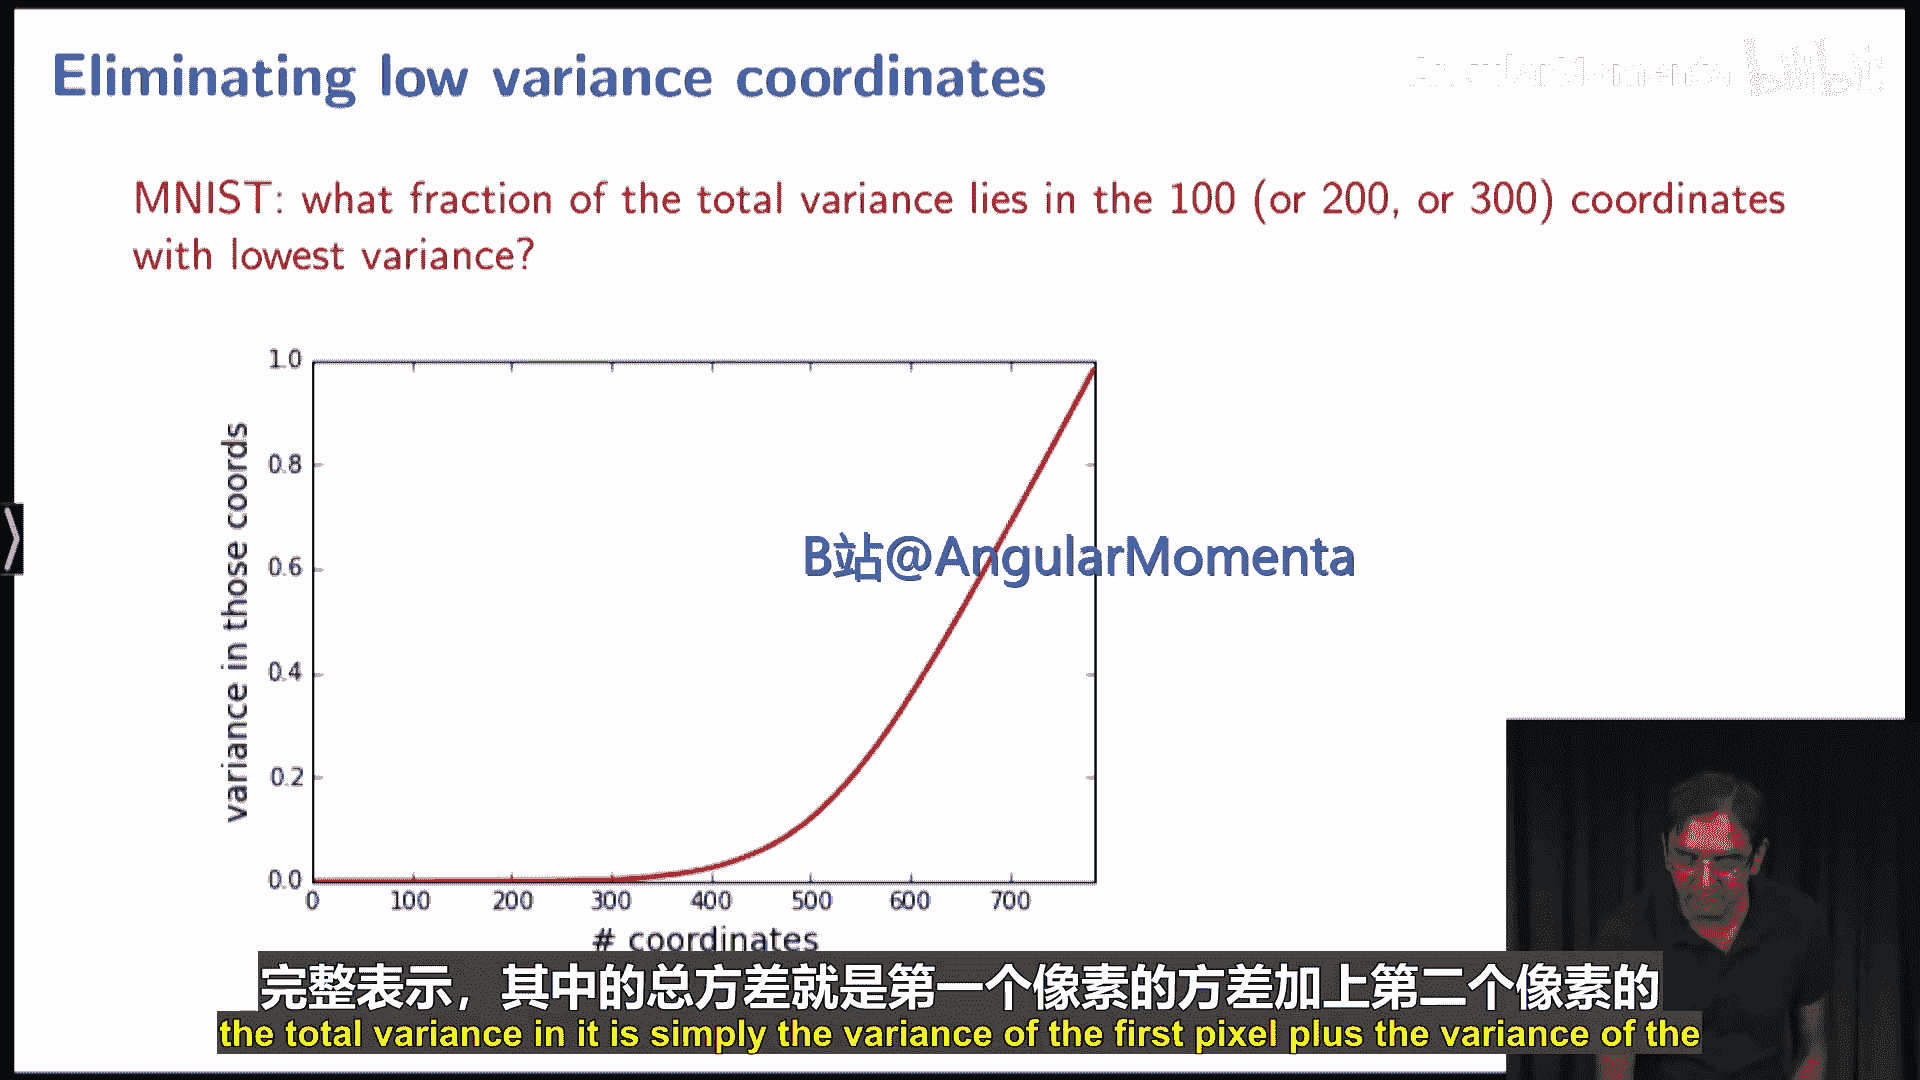 Eliminating low variance coordinates
MNIST: what fraction of the total variance lies in the 100 (or 200, or 300) coordinates
with lowest variance?
1.0
0.8
0.6
0.4
0.2
0.0
variance in those coords
0 100 200 300 400 500 600 700
# coordinates
B站@AngularMomenta
完整表示，其中的总方差就是第一个像素的方差加上第二个像素的
the total variance in it is simply the variance of the first pixel plus the variance of the